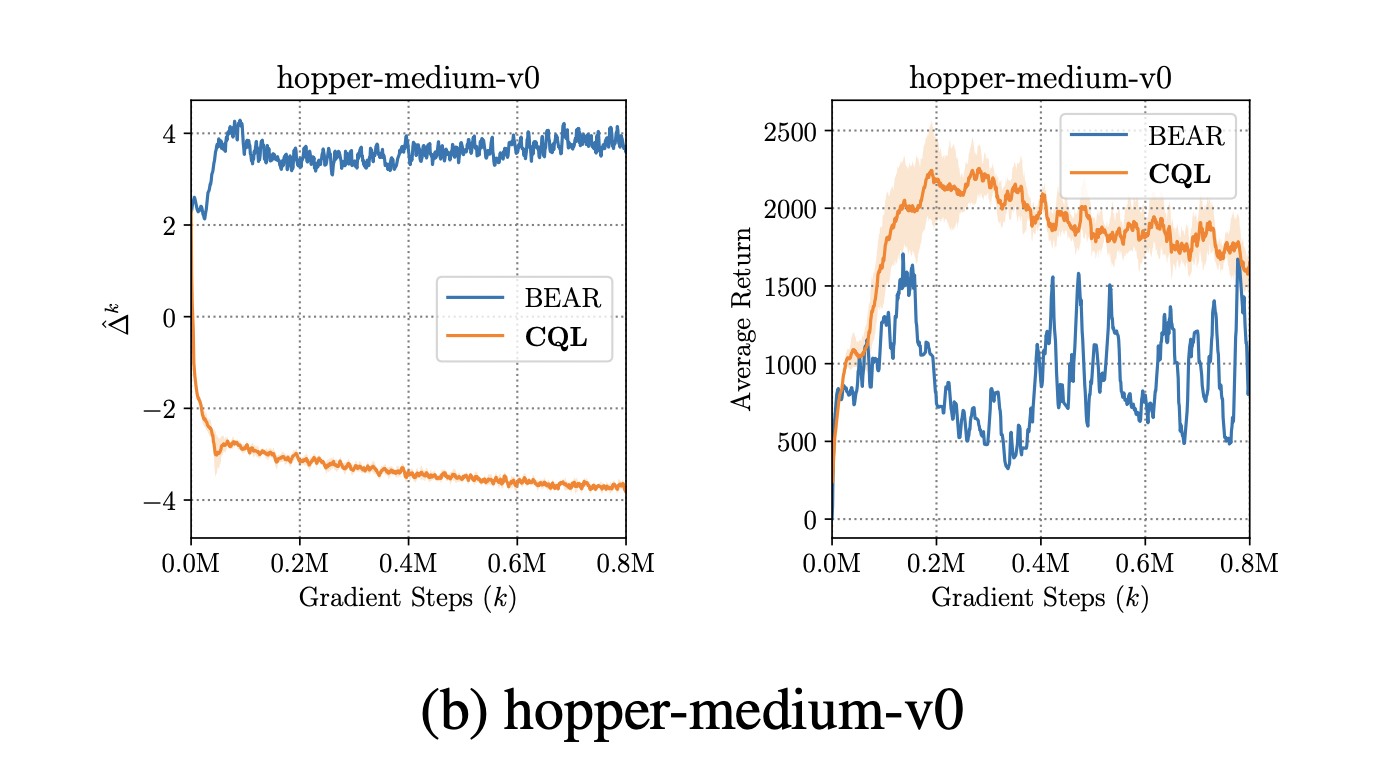 hopper-medium-v0
4
2
0
−2
−4
Δ̂ᵏ
BEAR
CQL
0.0M 0.2M 0.4M 0.6M 0.8M
Gradient Steps (k)
hopper-medium-v0
2500
2000
1500
1000
500
0
Average Return
BEAR
CQL
0.0M 0.2M 0.4M 0.6M 0.8M
Gradient Steps (k)
(b) hopper-medium-v0